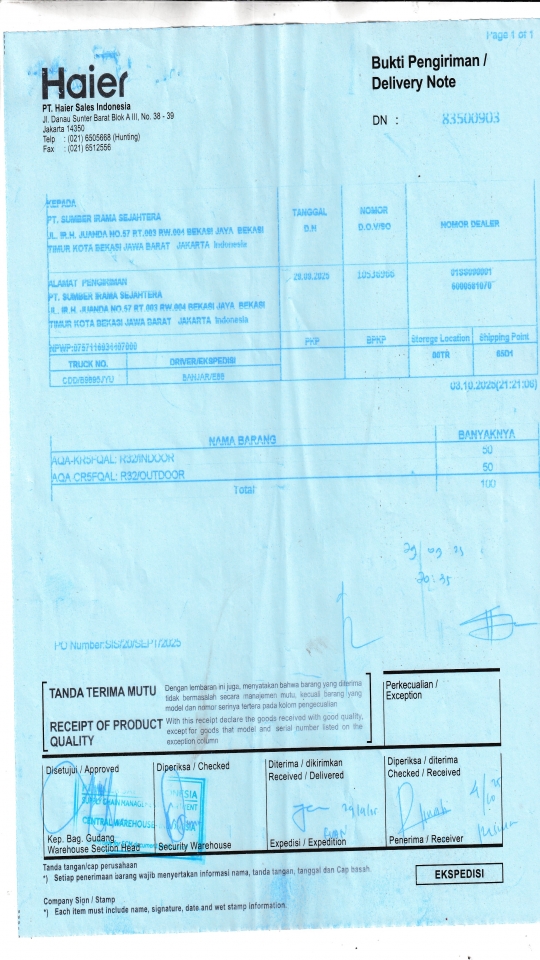 Page 1 of 1
Haier
PT. Haier Sales Indonesia
Jl. Danau Sunter Barat Blok A III, No. 38 - 39
Jakarta 14350
Telp : (021) 6505668 (Hunting)
Fax : (021) 6512556
Bukti Pengiriman /
Delivery Note
DN : 83500903
KEPADA
PT. SUMBER IRAMA SEJAHTERA
JL. IR.H. JUANDA NO.57 RT.003 RW.004 BEKASI JAYA BEKASI
TIMUR KOTA BEKASI JAWA BARAT JAKARTA Indonesia
TANGGAL
D.N
NOMOR
D.O.V/SO
NOMOR DEALER
ALAMAT PENGIRIMAN
PT. SUMBER IRAMA SEJAHTERA
JL. IR.H. JUANDA NO.57 RT 003 RW.004 BEKASI JAYA BEKASI
TIMUR KOTA BEKASI JAWA BARAT JAKARTA Indonesia
29.09.2025
PKP
BPKP
Storage Location
Shipping Point
TRUCK NO.
DRIVER/EKSPEDISI
03.10.2025(21:21:06)
NAMA BARANG
BANYAKNYA
AQA-KR5FQAL: R32/INDOOR
50
AQA-CR5FQAL: R32/OUTDOOR
50
Total
100
29/09 25
20:35
PO Number:SIS/20/SEPT/2025
TANDA TERIMA MUTU
Dengan lembaran ini juga, menyatakan bahwa barang yang diterima
tidak bermasalah secara manajemen mutu, kecuali barang yang
model dan nomor serinya tertera pada kolom pengecualian
RECEIPT OF PRODUCT
QUALITY
With this receipt declare the goods received with good quality,
except for goods that model and serial number listed on the
exception column
Perkecualian /
Exception
Disetujui / Approved
Diperiksa / Checked
Diterima / dikirimkan
Received / Delivered
Diperiksa / diterima
Checked / Received
CENTRAL WAREHOUSE
Kep. Bag. Gudang
Warehouse Section Head
Security Warehouse
Expedisi / Expedition
Penerima / Receiver
Tanda tangan/cap perusahaan
*) Setiap penerimaan barang wajib menyertakan informasi nama, tanda tangan, tanggal dan Cap basah.
Company Sign / Stamp
*) Each item must include name, signature, date and wet stamp information.
EKSPEDISI